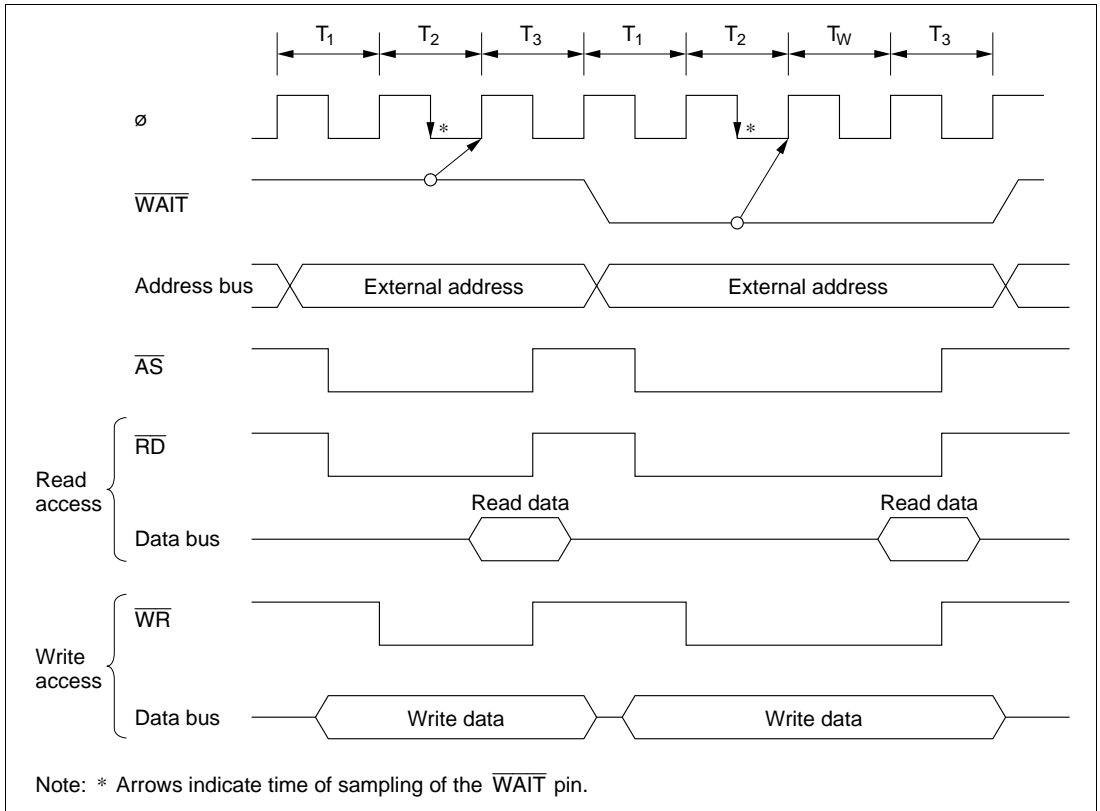 T1 T2 T3 T1 T2 TW T3
ø
* *
WAIT
Address bus External address External address
AS
RD
Read access
Read data Read data
Data bus
WR
Write access
Data bus Write data Write data
Note: * Arrows indicate time of sampling of the WAIT pin.